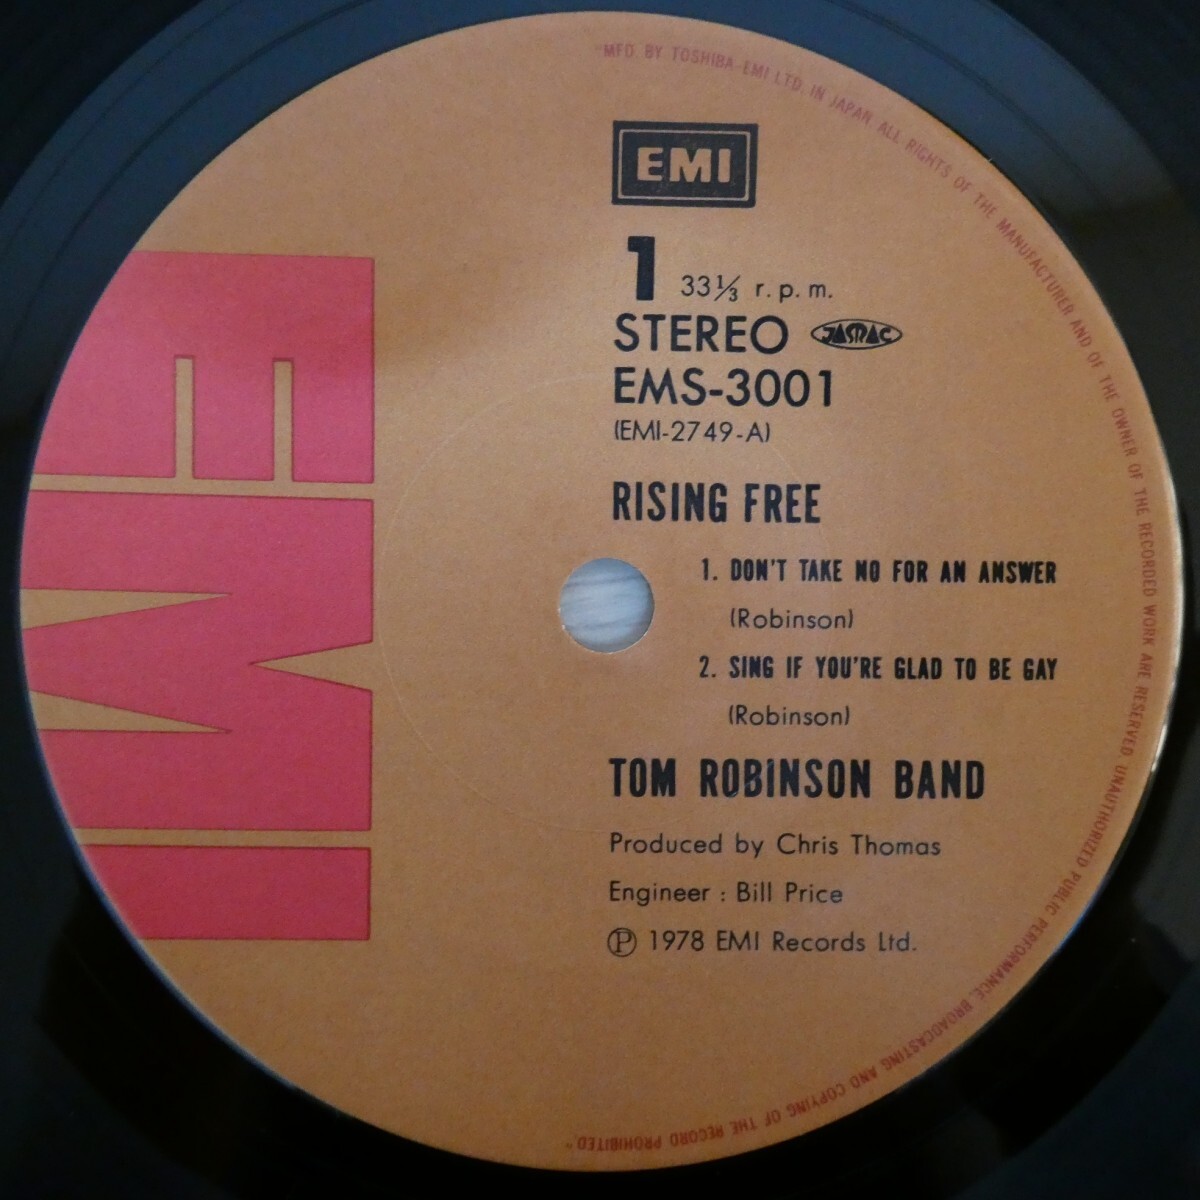 MFD. BY TOSHIBA-EMI LTD. IN JAPAN. ALL RIGHTS OF THE MANUFACTURER AND OF THE OWNER OF THE RECORDED WORK ARE RESERVED. UNAUTHORIZED PUBLIC PERFORMANCE, BROADCASTING AND COPYING OF THE RECORD PROHIBITED."
EMI
EMI
1 33⅓ r.p.m.
STEREO JASRAC
EMS-3001
(EMI-2749-A)
RISING FREE
1. DON'T TAKE NO FOR AN ANSWER
(Robinson)
2. SING IF YOU'RE GLAD TO BE GAY
(Robinson)
TOM ROBINSON BAND
Produced by Chris Thomas
Engineer : Bill Price
Ⓟ 1978 EMI Records Ltd.